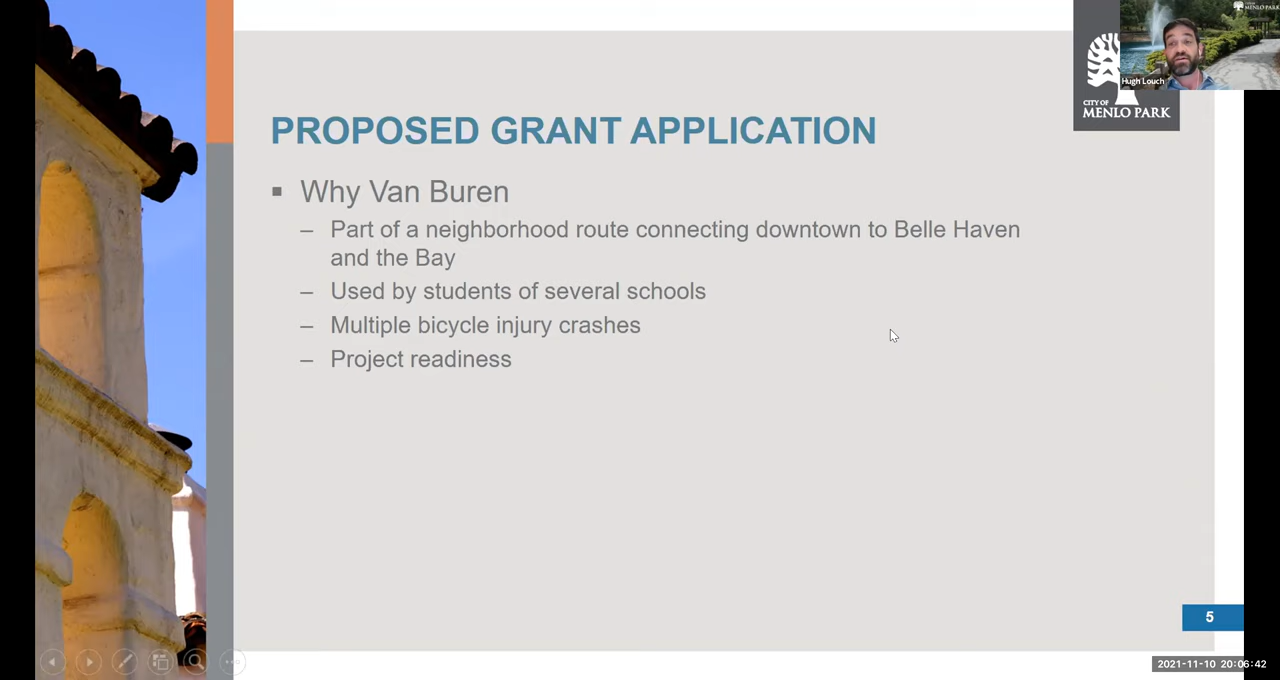 PROPOSED GRANT APPLICATION
Why Van Buren
– Part of a neighborhood route connecting downtown to Belle Haven
and the Bay
– Used by students of several schools
– Multiple bicycle injury crashes
– Project readiness
CITY OF
MENLO PARK
MENLO PARK
Hugh Louch
5
2021-11-10 20:06:42